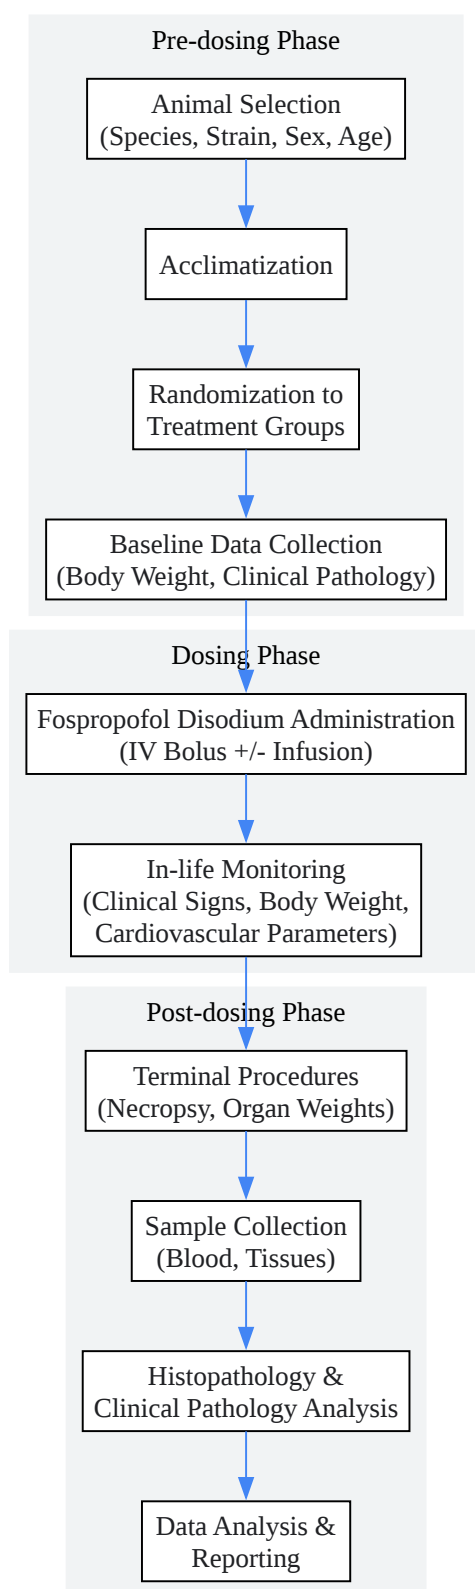 Pre-dosing Phase
Animal Selection
(Species, Strain, Sex, Age)
Acclimatization
Randomization to
Treatment Groups
Baseline Data Collection
(Body Weight, Clinical Pathology)
Dosing Phase
Fospropofol Disodium Administration
(IV Bolus +/- Infusion)
In-life Monitoring
(Clinical Signs, Body Weight,
Cardiovascular Parameters)
Post-dosing Phase
Terminal Procedures
(Necropsy, Organ Weights)
Sample Collection
(Blood, Tissues)
Histopathology &
Clinical Pathology Analysis
Data Analysis &
Reporting